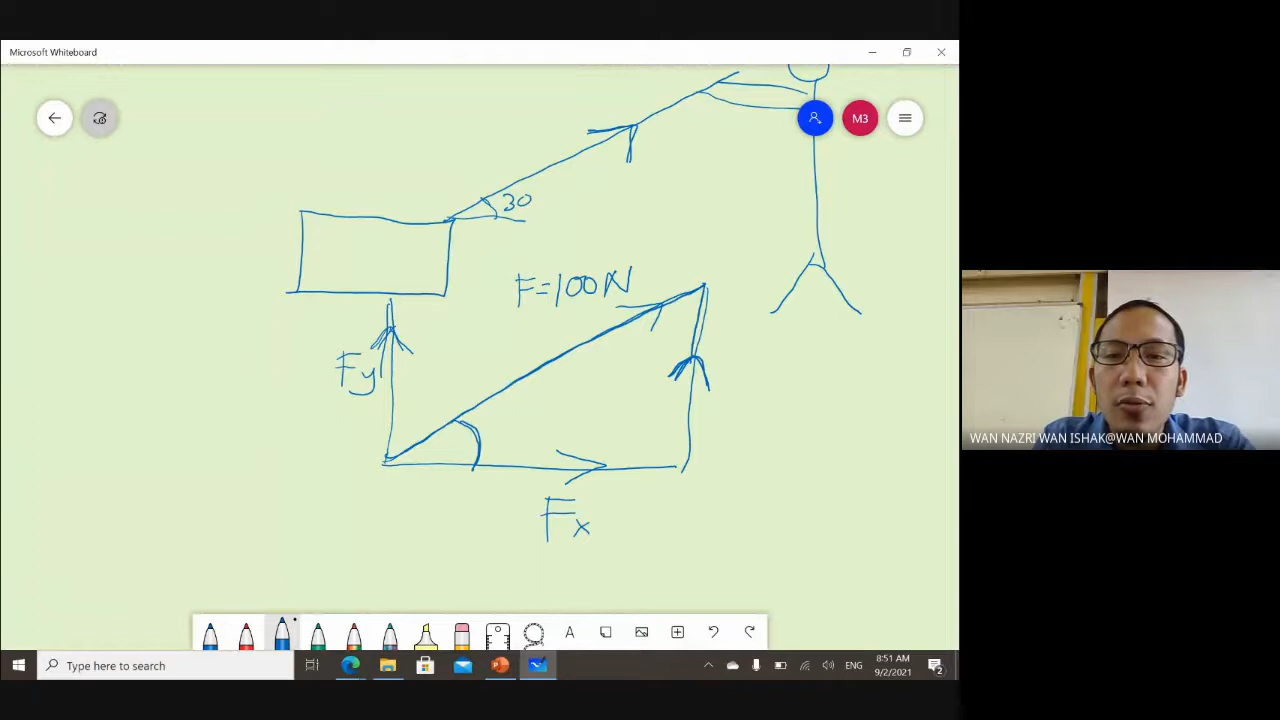 Microsoft Whiteboard
M3
30
F=100N
Fy
WAN NAZRI WAN ISHAK@WAN MOHAMMAD
Fx
A
Type here to search
ENG
8:51 AM
9/2/2021
2